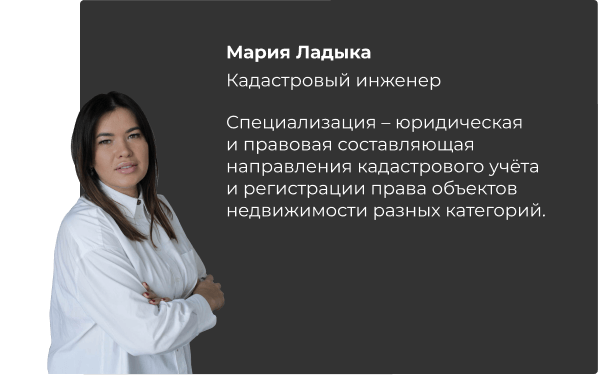 Мария Ладыка
Кадастровый инженер
Специализация – юридическая
и правовая составляющая
направления кадастрового учёта
и регистрации права объектов
недвижимости разных категорий.